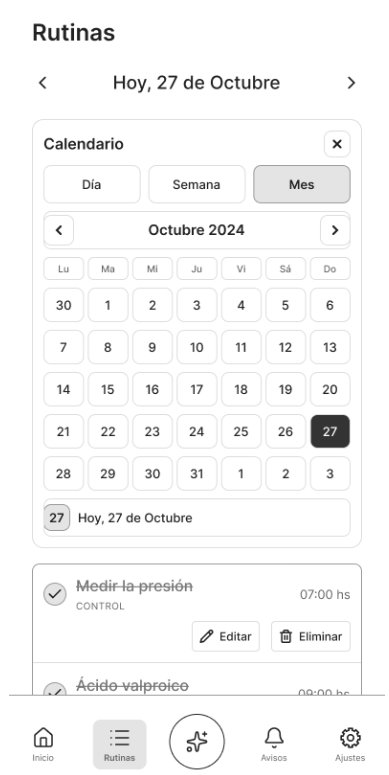 Rutinas
Hoy, 27 de Octubre
Calendario
Día Semana Mes
Octubre 2024
Lu Ma Mi Ju Vi Sá Do
30 1 2 3 4 5 6
7 8 9 10 11 12 13
14 15 16 17 18 19 20
21 22 23 24 25 26 27
28 29 30 31 1 2 3
27 Hoy, 27 de Octubre
Medir la presión 07:00 hs
CONTROL
Editar Eliminar
Ácido valproico 09:00 hs
Inicio Rutinas Avisos Ajustes